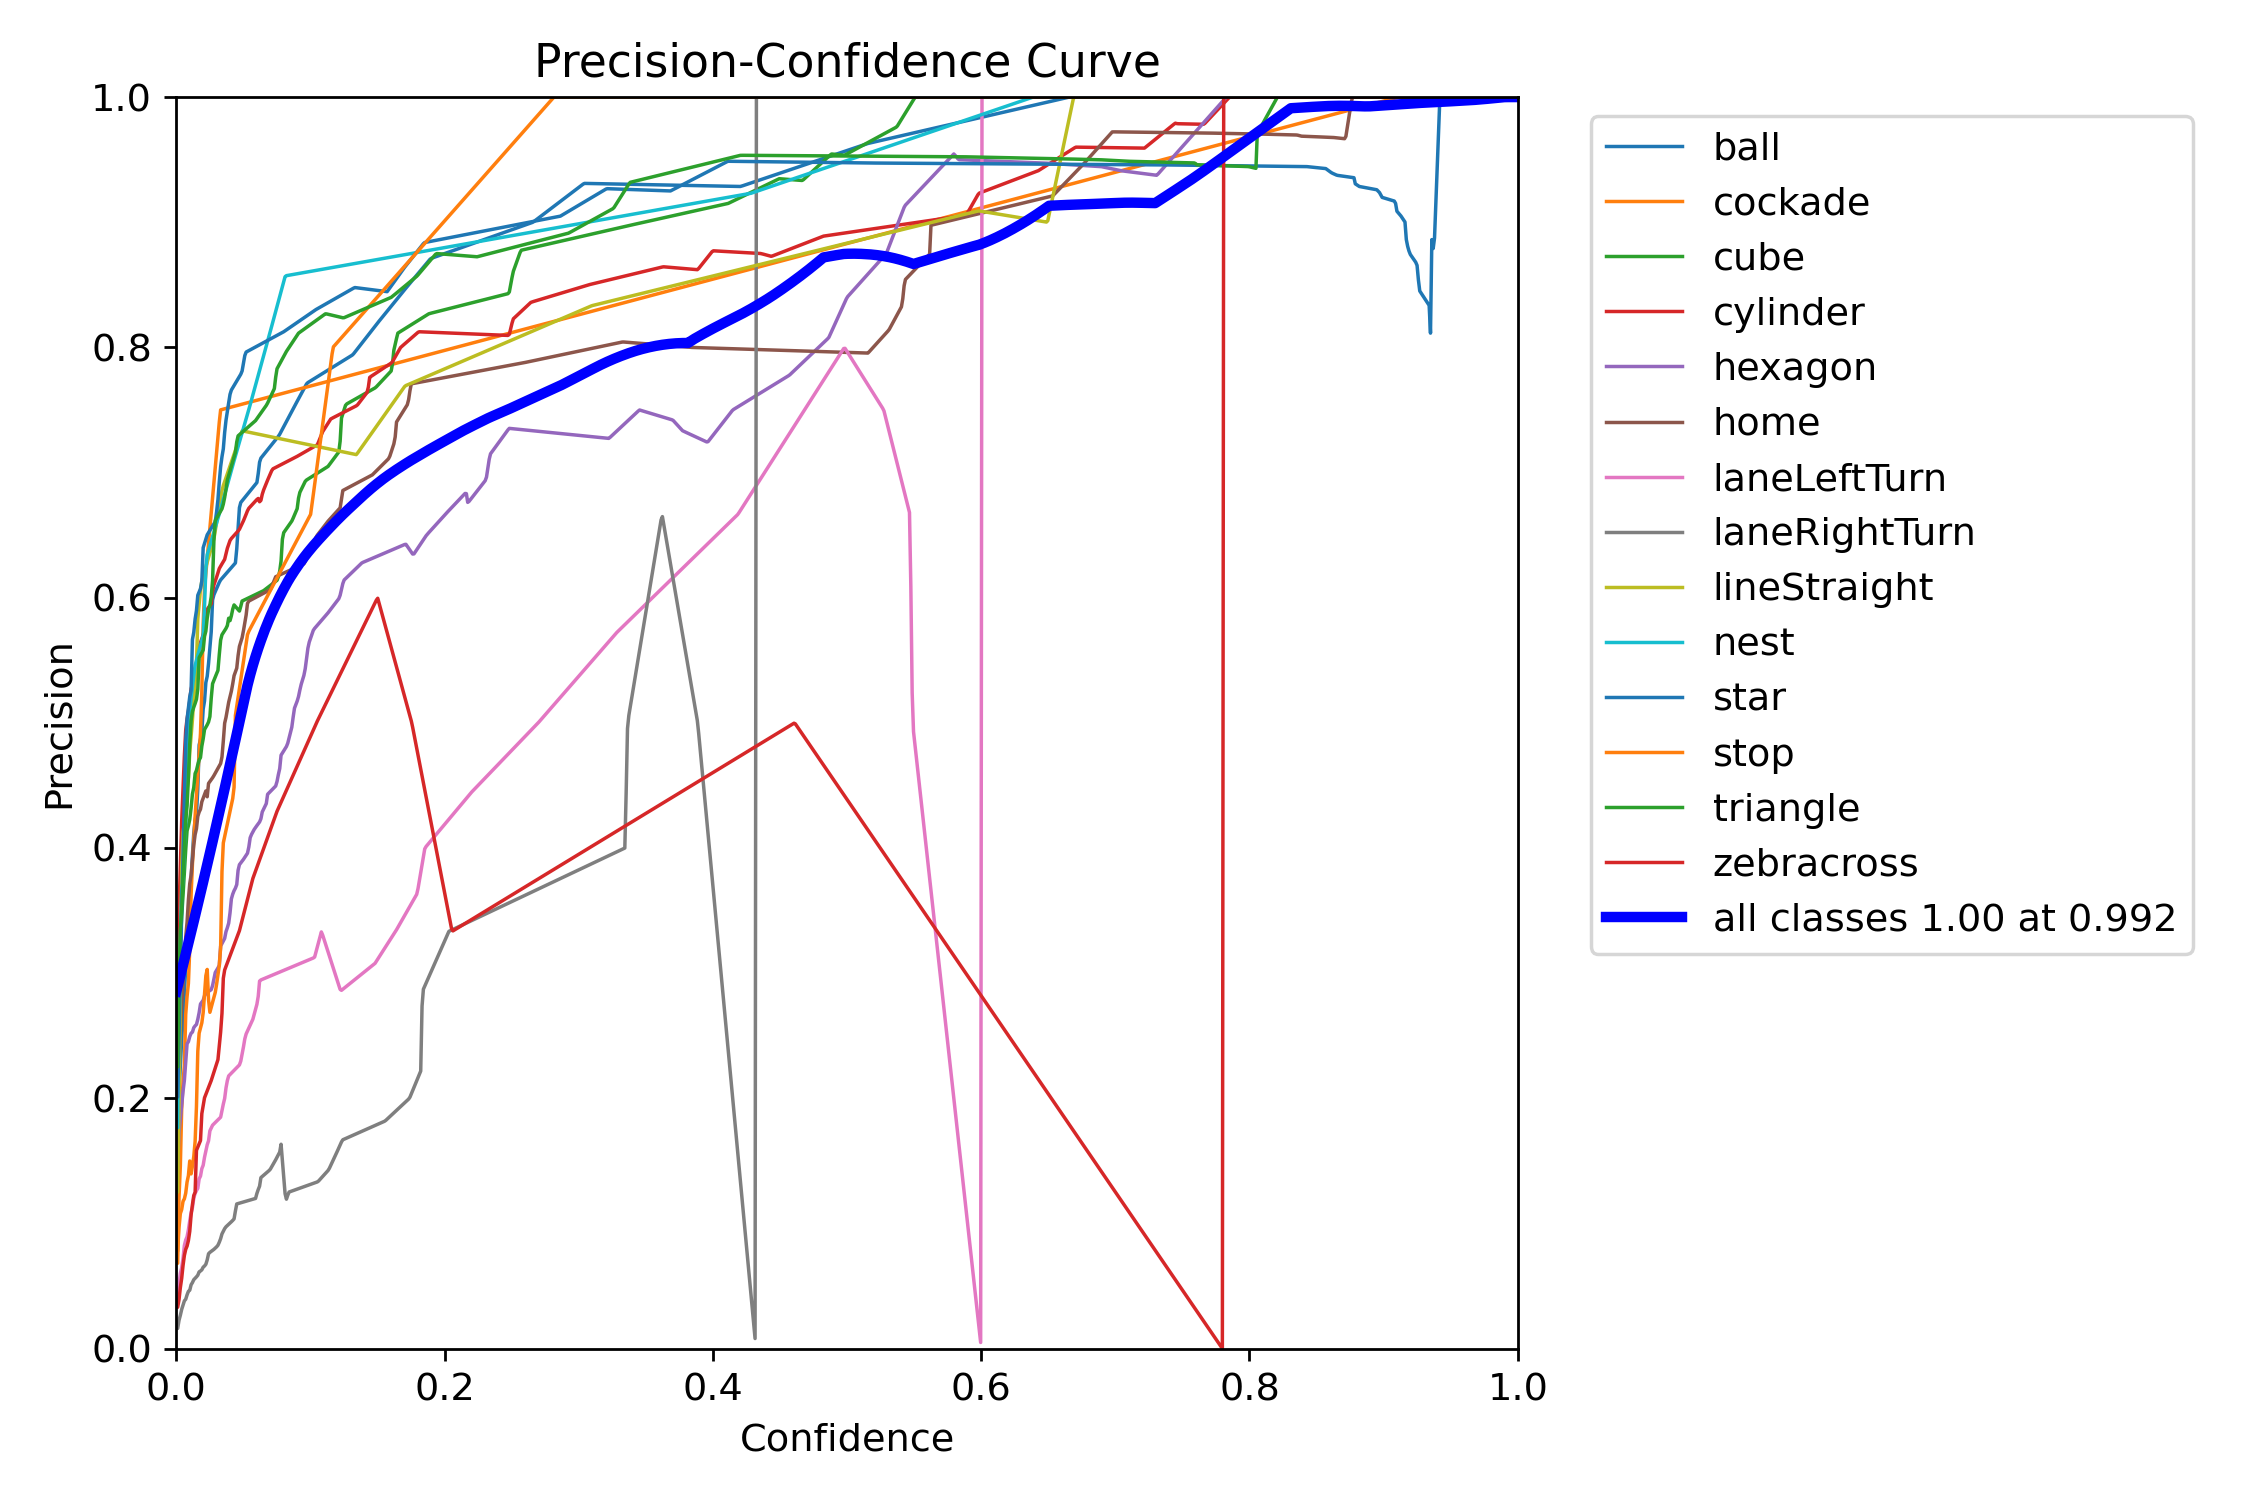 Precision-Confidence Curve
1.0
0.8
0.6
0.4
0.2
0.0
Precision
0.0 0.2 0.4 0.6 0.8 1.0
Confidence
ball
cockade
cube
cylinder
hexagon
home
laneLeftTurn
laneRightTurn
lineStraight
nest
star
stop
triangle
zebracross
all classes 1.00 at 0.992